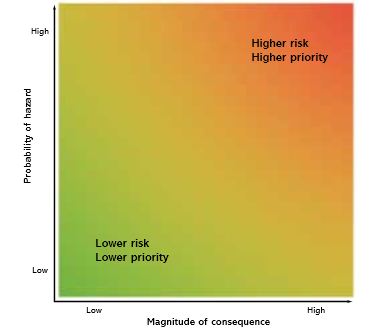 High
Higher risk
Higher priority
Probability of hazard
Lower risk
Lower priority
Low
Low
High
Magnitude of consequence